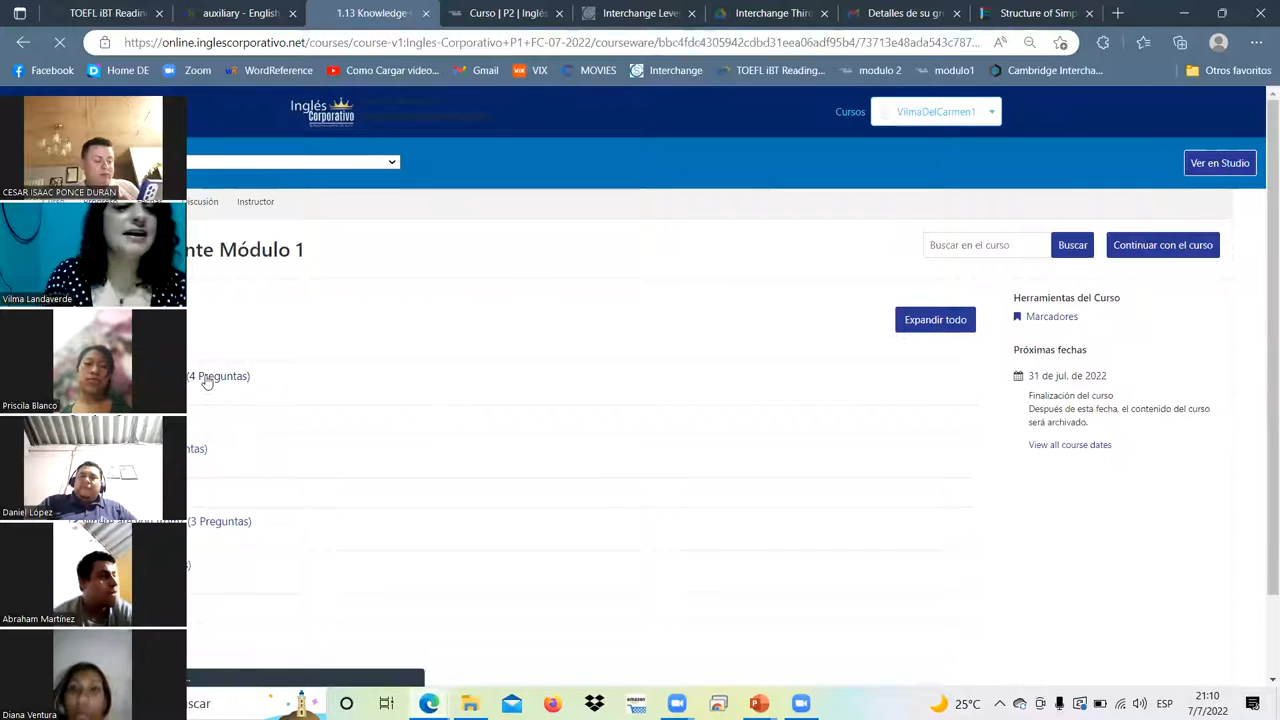 TOEFL iBT Readin
auxiliary - English
1.13 Knowledge
Curso | P2 | Inglés
Interchange Leve
Interchange Thir
Detalles de su g
Structure of Simp
https://online.inglescorporativo.net/courses/course-v1:Ingles-Corporativo+P1+FC-07-2022/courseware/bbc4fdc4305942cdbd31eea06adf95b4/73713e48ada543c787...
Facebook
Home DE
Zoom
WordReference
Como Cargar video...
Gmail
VIX
MOVIES
Interchange
TOEFL iBT Reading...
modulo 2
modulo1
Cambridge Intercha...
Otros favoritos
Inglés
Corporativo
Cursos
VilmaDelCarmen1
Ver en Studio
CESAR ISAAC PONCE DURAN
Discusión
Instructor
nte Módulo 1
Buscar en el curso
Buscar
Continuar con el curso
Vilma Landaverde
Herramientas del Curso
Marcadores
Expandir todo
Próximas fechas
(4 Preguntas)
31 de jul. de 2022
Finalización del curso
Después de esta fecha, el contenido del curso
será archivado.
Priscila Blanco
View all course dates
ntas)
Daniel López
(3 Preguntas)
s)
Abraham Martínez
Diana Ventura
scar
25°C
ESP
21:10
7/7/2022